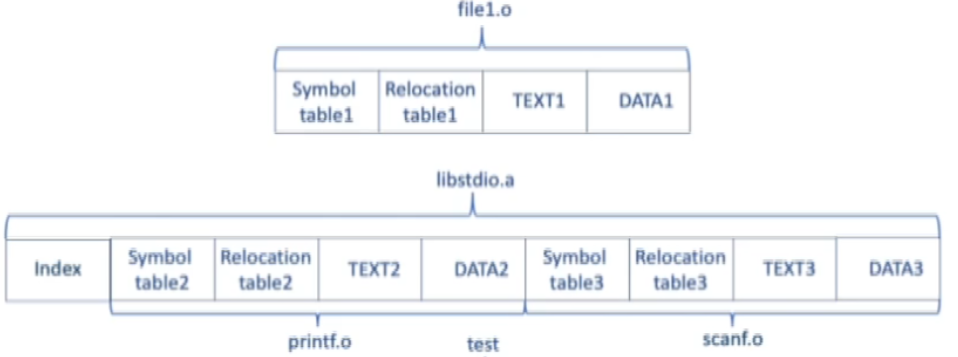 file1.o
Symbol Relocation TEXT1 DATA1
table1 table1
libstdio.a
Index Symbol Relocation TEXT2 DATA2 Symbol Relocation TEXT3 DATA3
table2 table2 table3 table3
printf.o test scanf.o